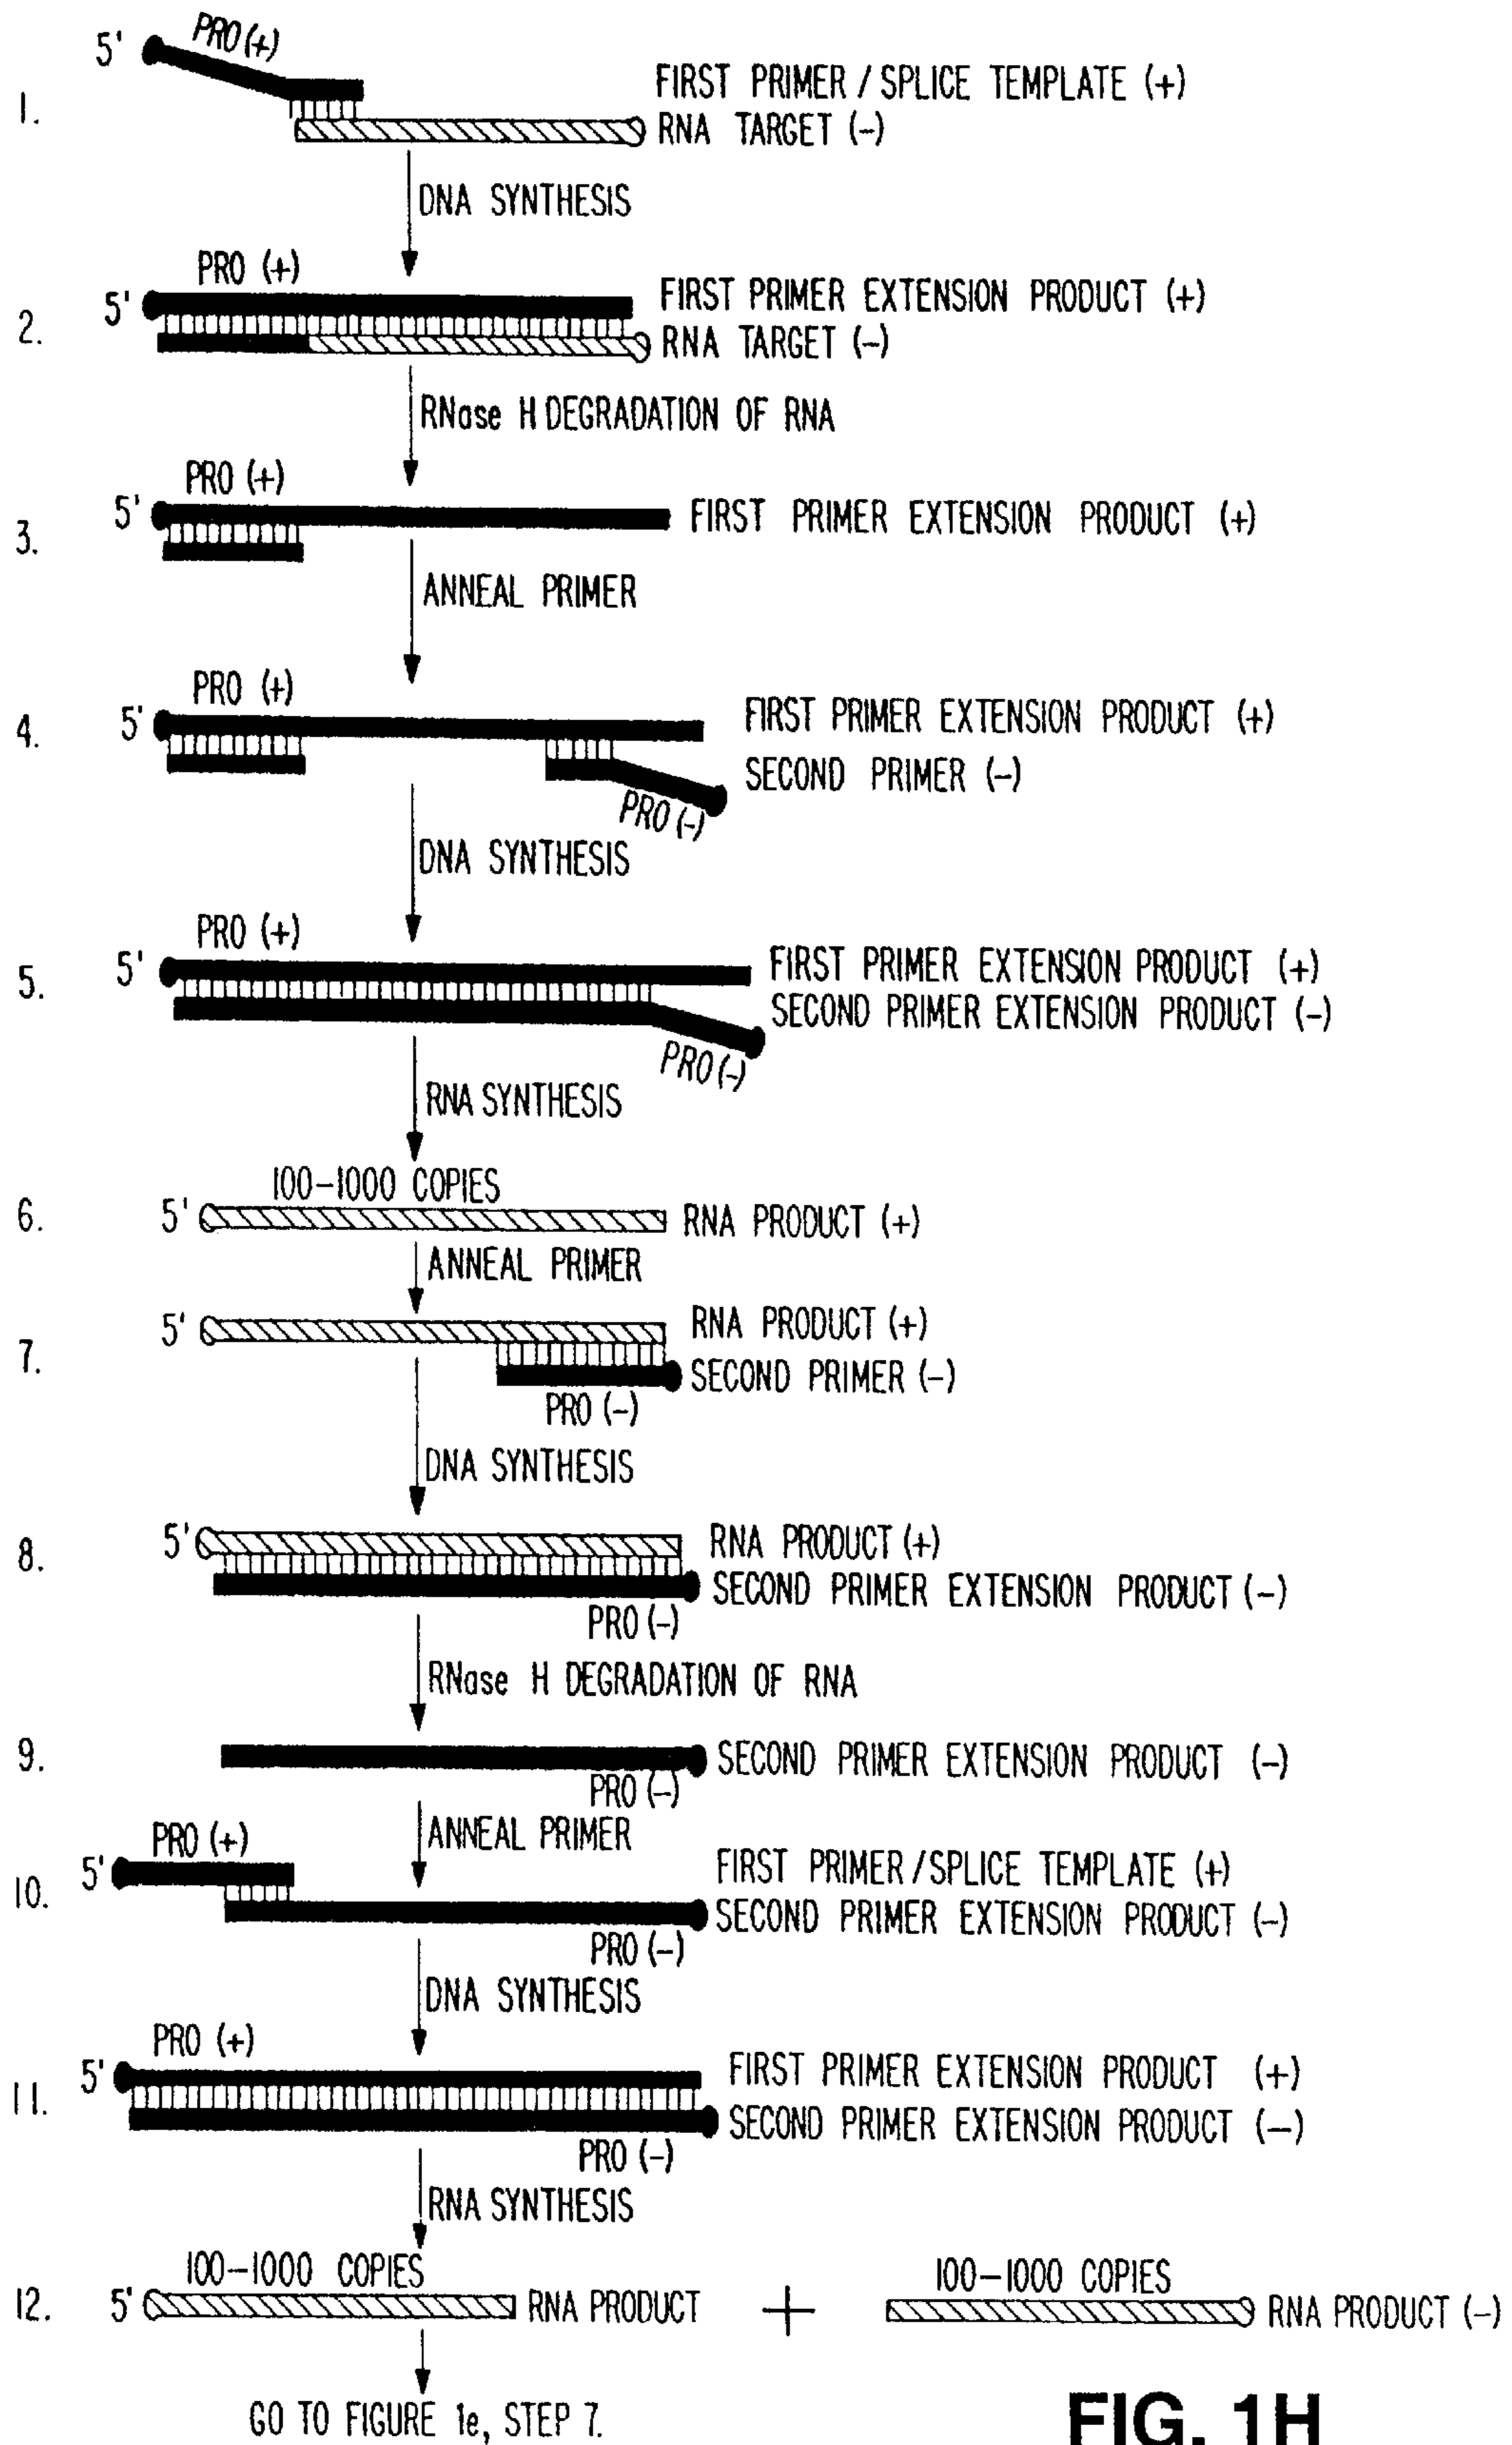 5' PRO (+)
1. FIRST PRIMER / SPLICE TEMPLATE (+)
RNA TARGET (–)
DNA SYNTHESIS
PRO (+)
2. 5' FIRST PRIMER EXTENSION PRODUCT (+)
RNA TARGET (–)
RNase H DEGRADATION OF RNA
PRO (+)
3. 5' FIRST PRIMER EXTENSION PRODUCT (+)
ANNEAL PRIMER
PRO (+)
4. 5' FIRST PRIMER EXTENSION PRODUCT (+)
SECOND PRIMER (–)
PRO (–)
DNA SYNTHESIS
PRO (+)
5. 5' FIRST PRIMER EXTENSION PRODUCT (+)
SECOND PRIMER EXTENSION PRODUCT (–)
PRO (–)
RNA SYNTHESIS
100–1000 COPIES
6. 5' RNA PRODUCT (+)
ANNEAL PRIMER
5' RNA PRODUCT (+)
7. SECOND PRIMER (–)
PRO (–)
DNA SYNTHESIS
8. 5' RNA PRODUCT (+)
SECOND PRIMER EXTENSION PRODUCT (–)
PRO (–)
RNase H DEGRADATION OF RNA
9. SECOND PRIMER EXTENSION PRODUCT (–)
PRO (–)
ANNEAL PRIMER
PRO (+)
10. 5' FIRST PRIMER / SPLICE TEMPLATE (+)
SECOND PRIMER EXTENSION PRODUCT (–)
PRO (–)
DNA SYNTHESIS
PRO (+)
11. 5' FIRST PRIMER EXTENSION PRODUCT (+)
SECOND PRIMER EXTENSION PRODUCT (–)
PRO (–)
RNA SYNTHESIS
100–1000 COPIES 100–1000 COPIES
12. 5' RNA PRODUCT + RNA PRODUCT (–)
GO TO FIGURE 1e, STEP 7.
FIG. 1H